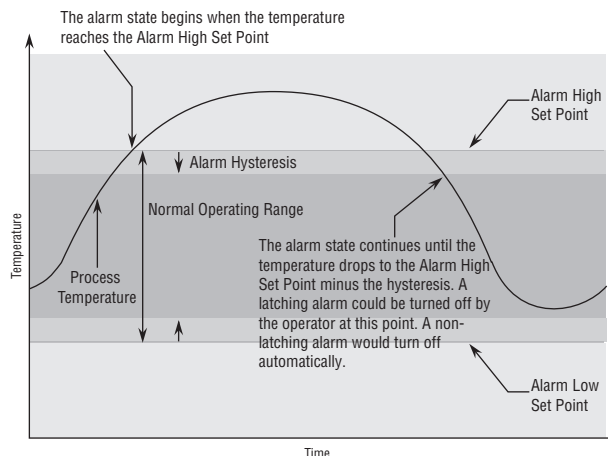 The alarm state begins when the temperature
reaches the Alarm High Set Point
Alarm High
Set Point
Alarm Hysteresis
Normal Operating Range
Temperature
Process
Temperature
The alarm state continues until the
temperature drops to the Alarm High
Set Point minus the hysteresis. A
latching alarm could be turned off by
the operator at this point. A non-
latching alarm would turn off
automatically.
Alarm Low
Set Point
Time